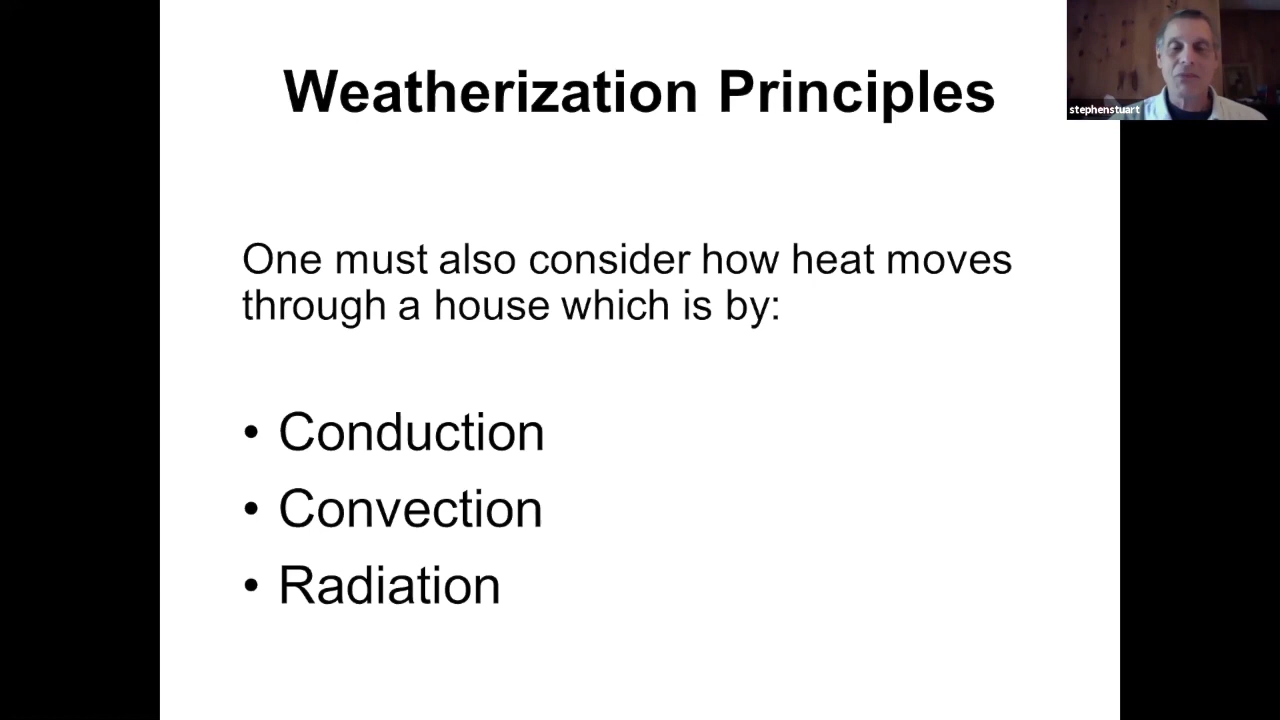 Weatherization Principles
stephenstuart
One must also consider how heat moves
through a house which is by:
• Conduction
• Convection
• Radiation